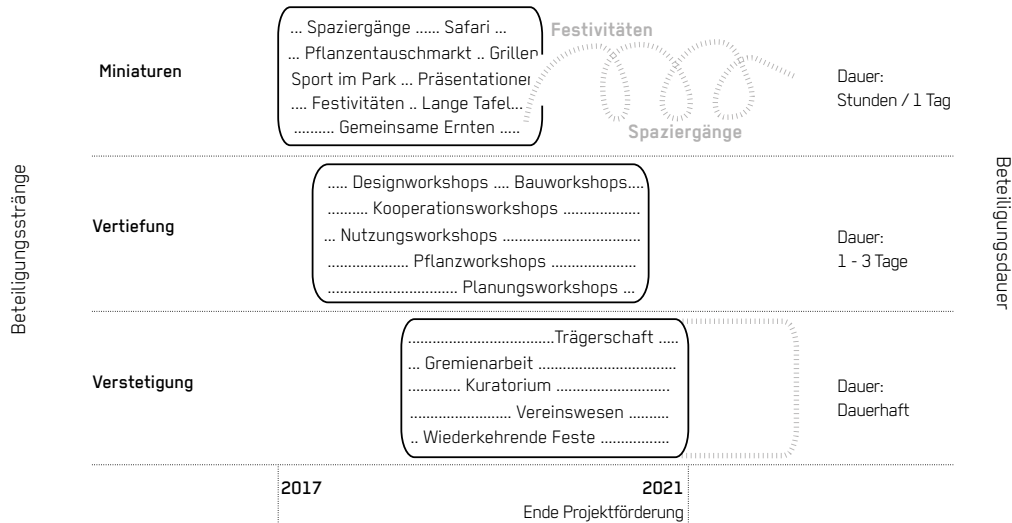 Beteiligungsstränge
Miniaturen
... Spaziergänge ...... Safari ...
... Pflanzentauschmarkt .. Grillen
Sport im Park ... Präsentationen
.... Festivitäten .. Lange Tafel...
.......... Gemeinsame Ernten .....
Festivitäten
Spaziergänge
Dauer:
Stunden / 1 Tag
Vertiefung
..... Designworkshops .... Bauworkshops....
.......... Kooperationsworkshops ...................
... Nutzungsworkshops ..................................
.................... Pflanzworkshops .....................
................................ Planungsworkshops ...
Dauer:
1 - 3 Tage
Verstetigung
....................................Trägerschaft .....
... Gremienarbeit ..................................
............. Kuratorium ............................
......................... Vereinswesen ..........
.. Wiederkehrende Feste .................
Dauer:
Dauerhaft
Beteiligungsdauer
2017
2021
Ende Projektförderung